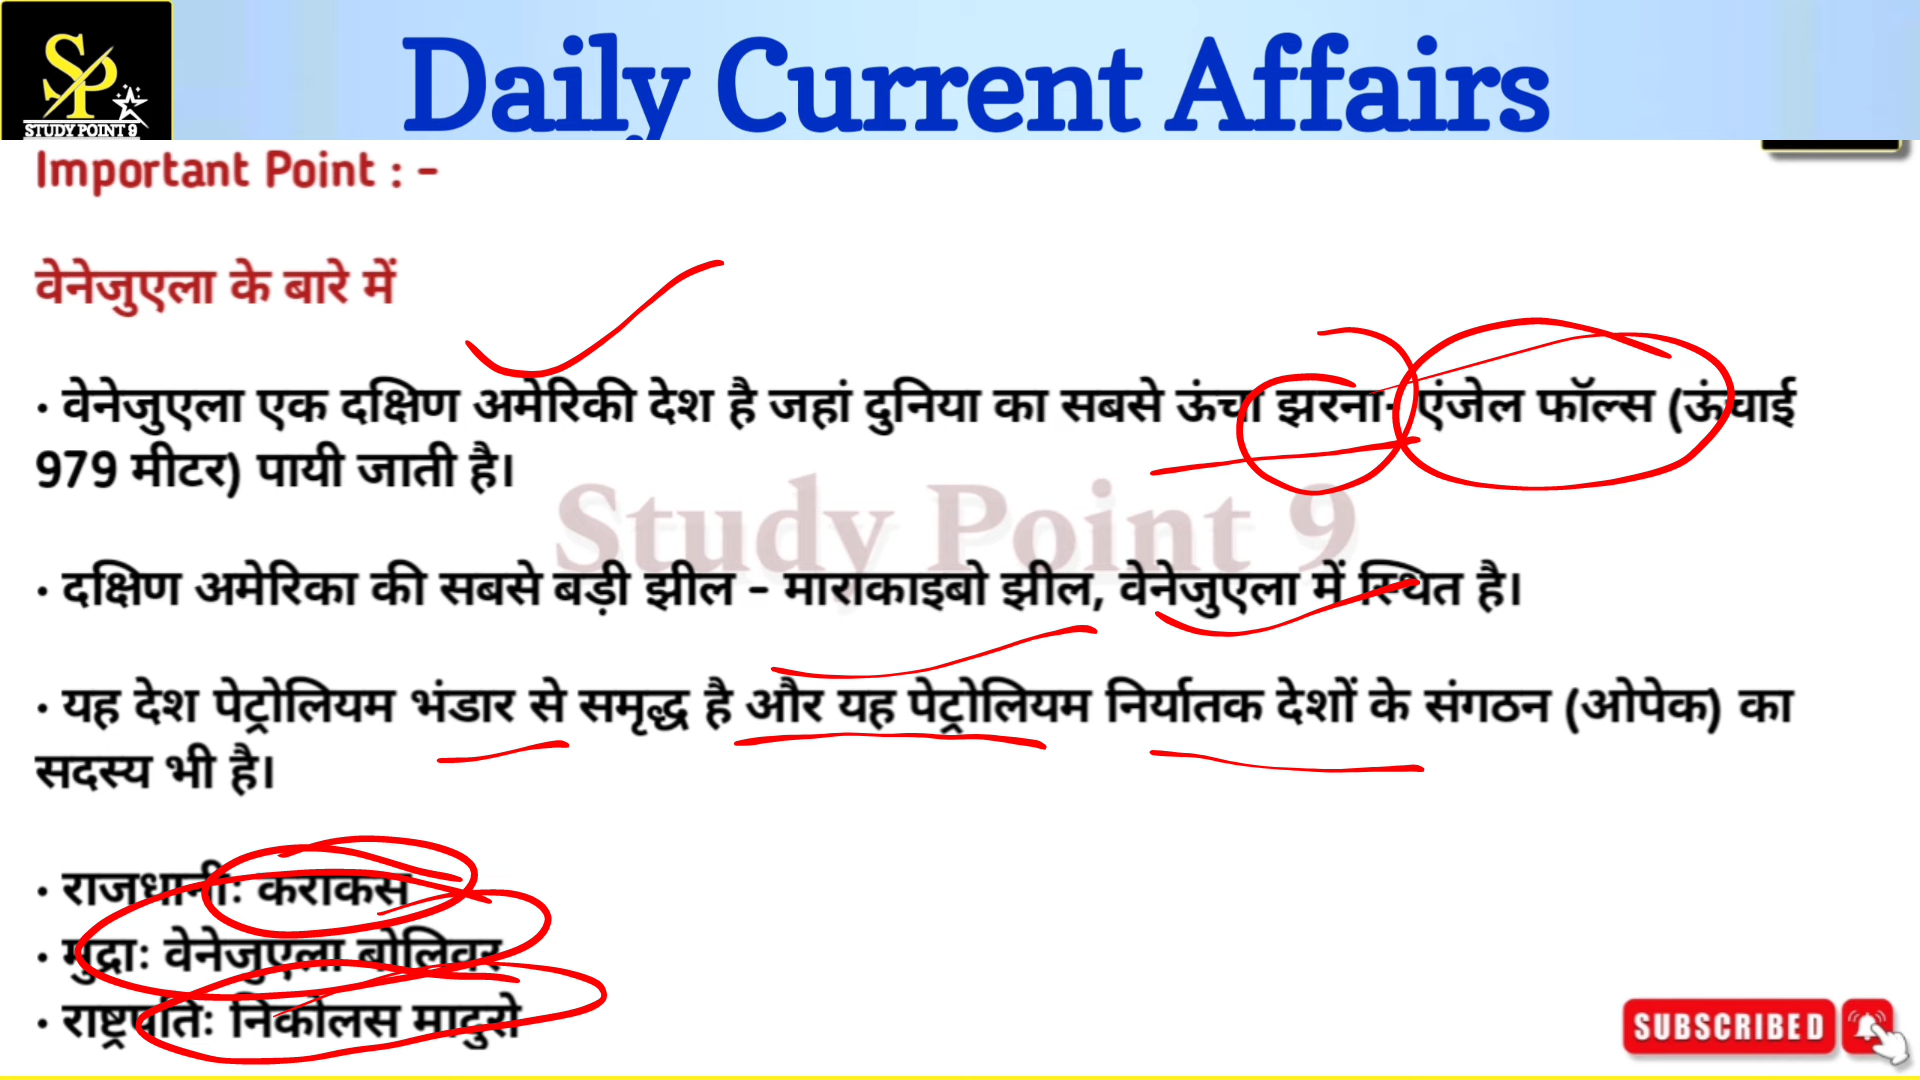 SP
STUDY POINT 9
Daily Current Affairs
Important Point : -
वेनेजुएला के बारे में
• वेनेजुएला एक दक्षिण अमेरिकी देश है जहां दुनिया का सबसे ऊंचा झरना- एंजेल फॉल्स (ऊंचाई
979 मीटर) पायी जाती है।
Study Point 9
• दक्षिण अमेरिका की सबसे बड़ी झील - माराकाइबो झील, वेनेजुएला में स्थित है।
• यह देश पेट्रोलियम भंडार से समृद्ध है और यह पेट्रोलियम निर्यातक देशों के संगठन (ओपेक) का
सदस्य भी है।
• राजधानीः कराकस
• मुद्राः वेनेजुएला बोलिवर
• राष्ट्रपतिः निकोलस मादुरो
SUBSCRIBED